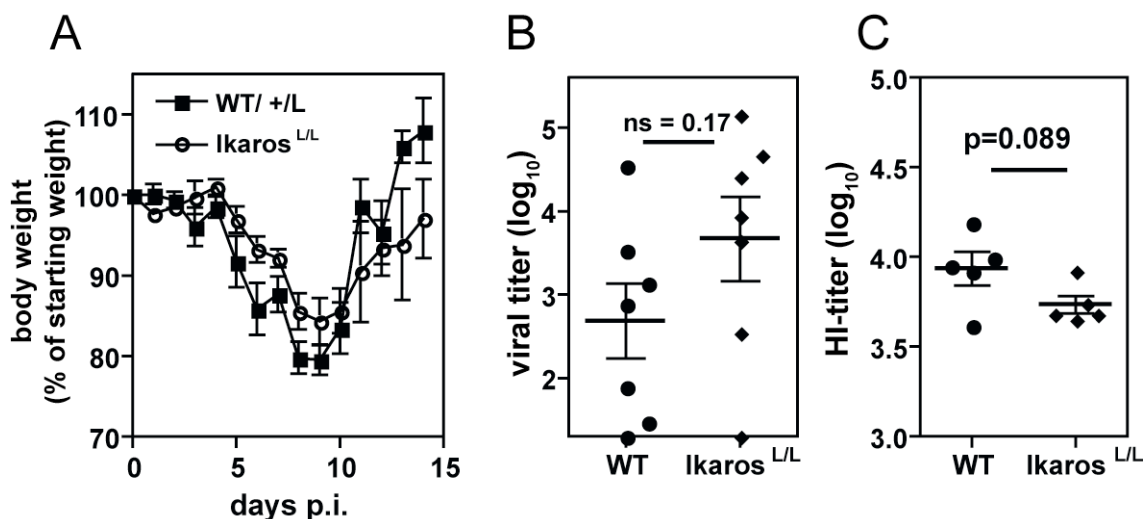 A
B
C
WT/ +/L
Ikaros L/L
body weight
(% of starting weight)
110
100
90
80
70
0
5
10
15
days p.i.
ns = 0.17
viral titer (log10)
5
4
3
2
WT
Ikaros L/L
p=0.089
HI-titer (log10)
5.0
4.5
4.0
3.5
3.0
WT
Ikaros L/L